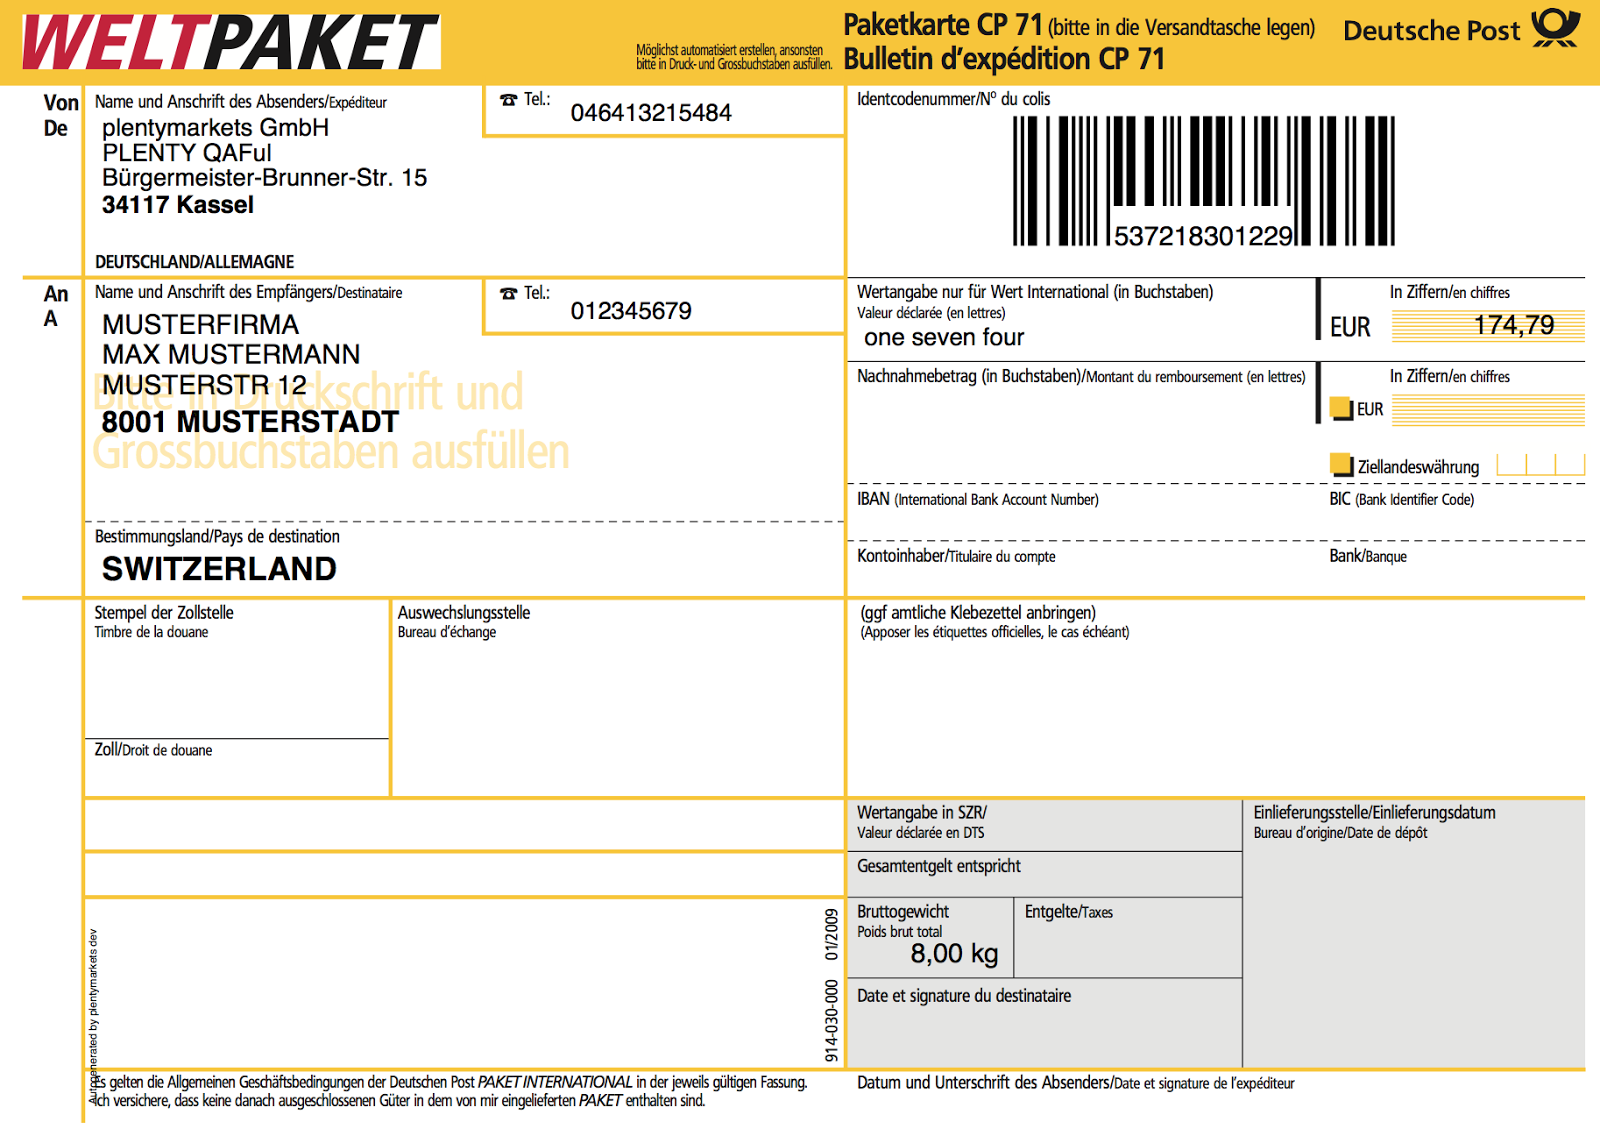 WELTPAKET
Möglichst automatisiert erstellen, ansonsten
bitte in Druck- und Grossbuchstaben ausfüllen.
Paketkarte CP 71 (bitte in die Versandtasche legen)
Bulletin d'expédition CP 71
Deutsche Post
Von
De
Name und Anschrift des Absenders/Expéditeur
☎ Tel.:
046413215484
plentymarkets GmbH
PLENTY QAFul
Bürgermeister-Brunner-Str. 15
34117 Kassel
DEUTSCHLAND/ALLEMAGNE
Identcodenummer/Nº du colis
537218301229
An
A
Name und Anschrift des Empfängers/Destinataire
☎ Tel.:
012345679
MUSTERFIRMA
MAX MUSTERMANN
MUSTERSTR 12
8001 MUSTERSTADT
Bitte in Druckschrift und
Grossbuchstaben ausfüllen
Bestimmungsland/Pays de destination
SWITZERLAND
Wertangabe nur für Wert International (in Buchstaben)
Valeur déclarée (en lettres)
one seven four
In Ziffern/en chiffres
EUR
174,79
Nachnahmebetrag (in Buchstaben)/Montant du remboursement (en lettres)
In Ziffern/en chiffres
EUR
Ziellandeswährung
IBAN (International Bank Account Number)
BIC (Bank Identifier Code)
Kontoinhaber/Titulaire du compte
Bank/Banque
Stempel der Zollstelle
Timbre de la douane
Auswechslungsstelle
Bureau d'échange
Zoll/Droit de douane
(ggf amtliche Klebezettel anbringen)
(Apposer les étiquettes officielles, le cas échéant)
Wertangabe in SZR/
Valeur déclarée en DTS
Einlieferungsstelle/Einlieferungsdatum
Bureau d'origine/Date de dépôt
Gesamtentgelt entspricht
Bruttogewicht
Poids brut total
8,00 kg
Entgelte/Taxes
Date et signature du destinataire
914-030-000 01/2009
Autogenerated by plentymarkets dev
Es gelten die Allgemeinen Geschäftsbedingungen der Deutschen Post PAKET INTERNATIONAL in der jeweils gültigen Fassung.
Ich versichere, dass keine danach ausgeschlossenen Güter in dem von mir eingelieferten PAKET enthalten sind.
Datum und Unterschrift des Absenders/Date et signature de l'expéditeur